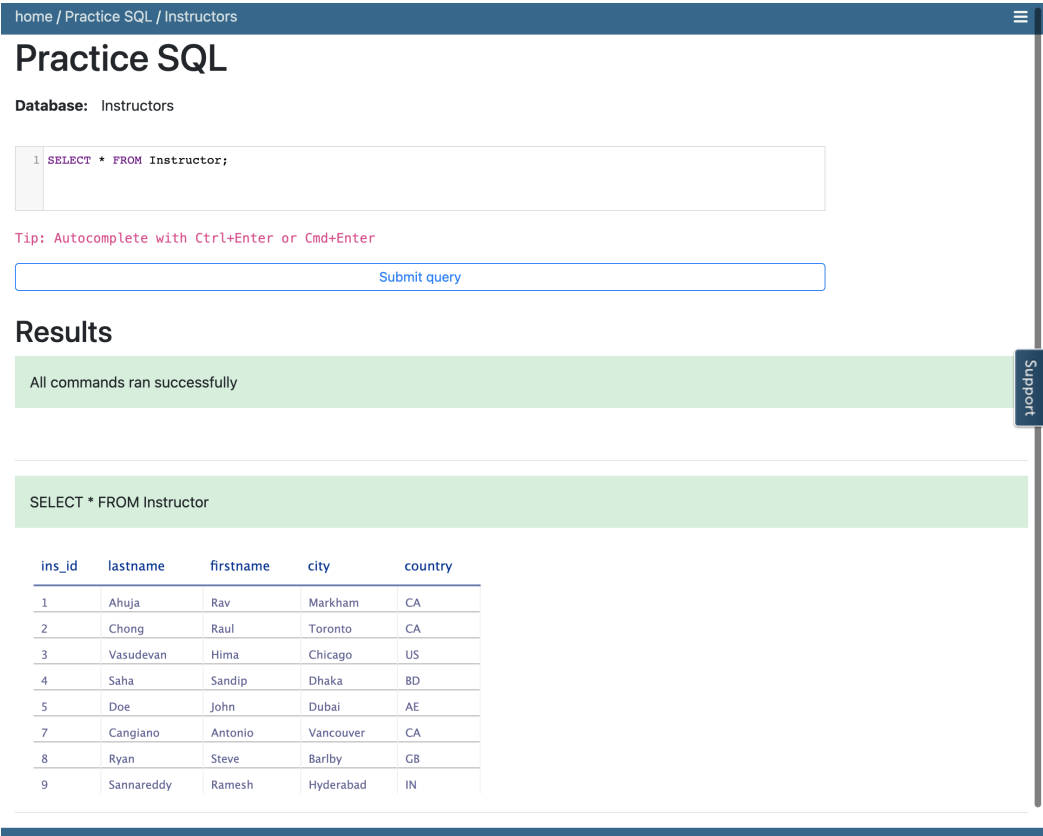 home / Practice SQL / Instructors
Practice SQL
Database: Instructors
1 SELECT * FROM Instructor;
Tip: Autocomplete with Ctrl+Enter or Cmd+Enter
Submit query
Results
All commands ran successfully
Support
SELECT * FROM Instructor
ins_id lastname firstname city country
1 Ahuja Rav Markham CA
2 Chong Raul Toronto CA
3 Vasudevan Hima Chicago US
4 Saha Sandip Dhaka BD
5 Doe John Dubai AE
7 Cangiano Antonio Vancouver CA
8 Ryan Steve Barlby GB
9 Sannareddy Ramesh Hyderabad IN